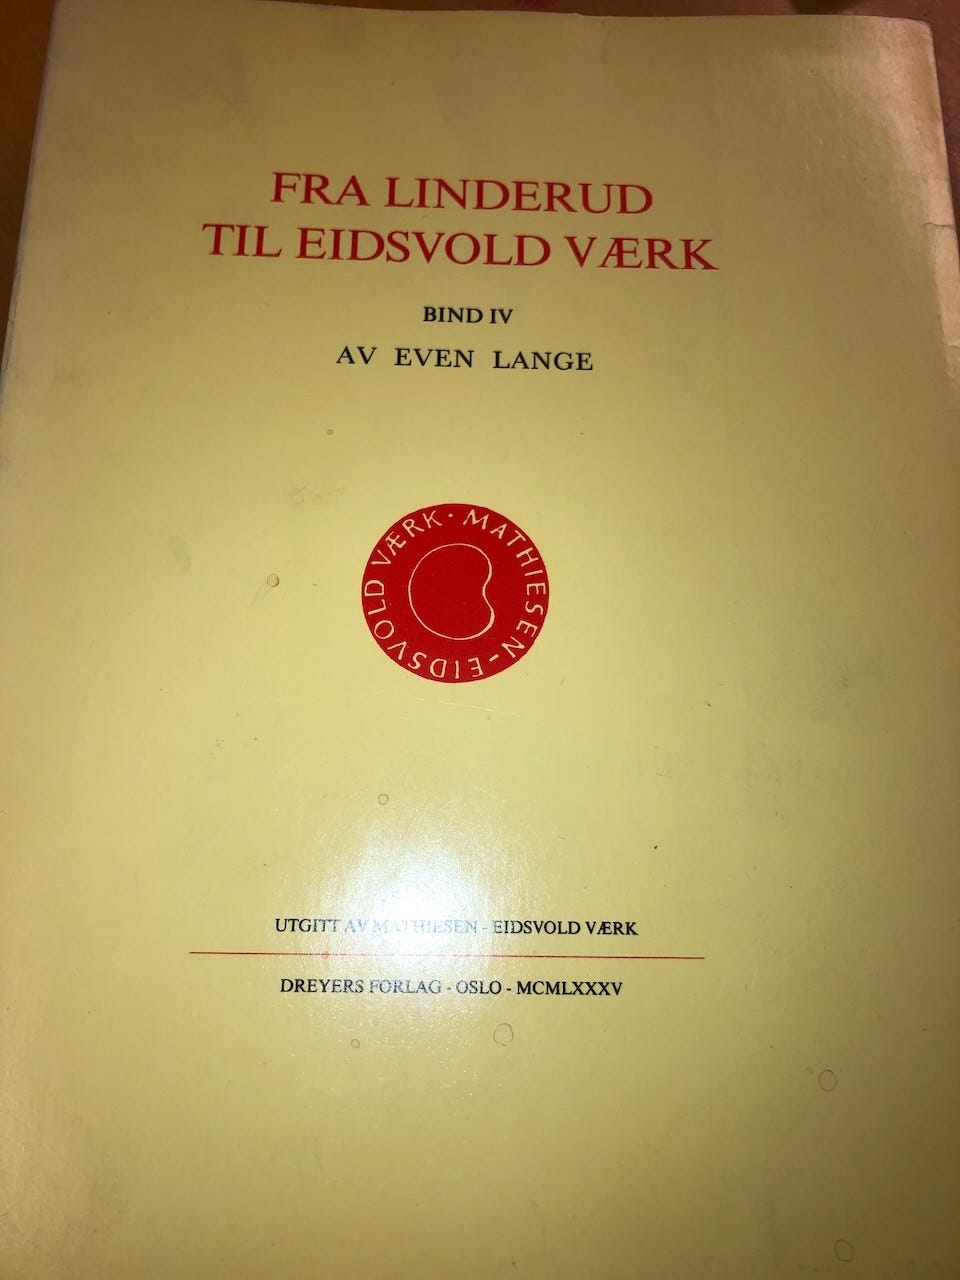 FRA LINDERUD
TIL EIDSVOLD VÆRK
BIND IV
AV EVEN LANGE
MATHIESEN-EIDSVOLD VÆRK·
UTGITT AV MATHIESEN - EIDSVOLD VÆRK
DREYERS FORLAG - OSLO - MCMLXXXV